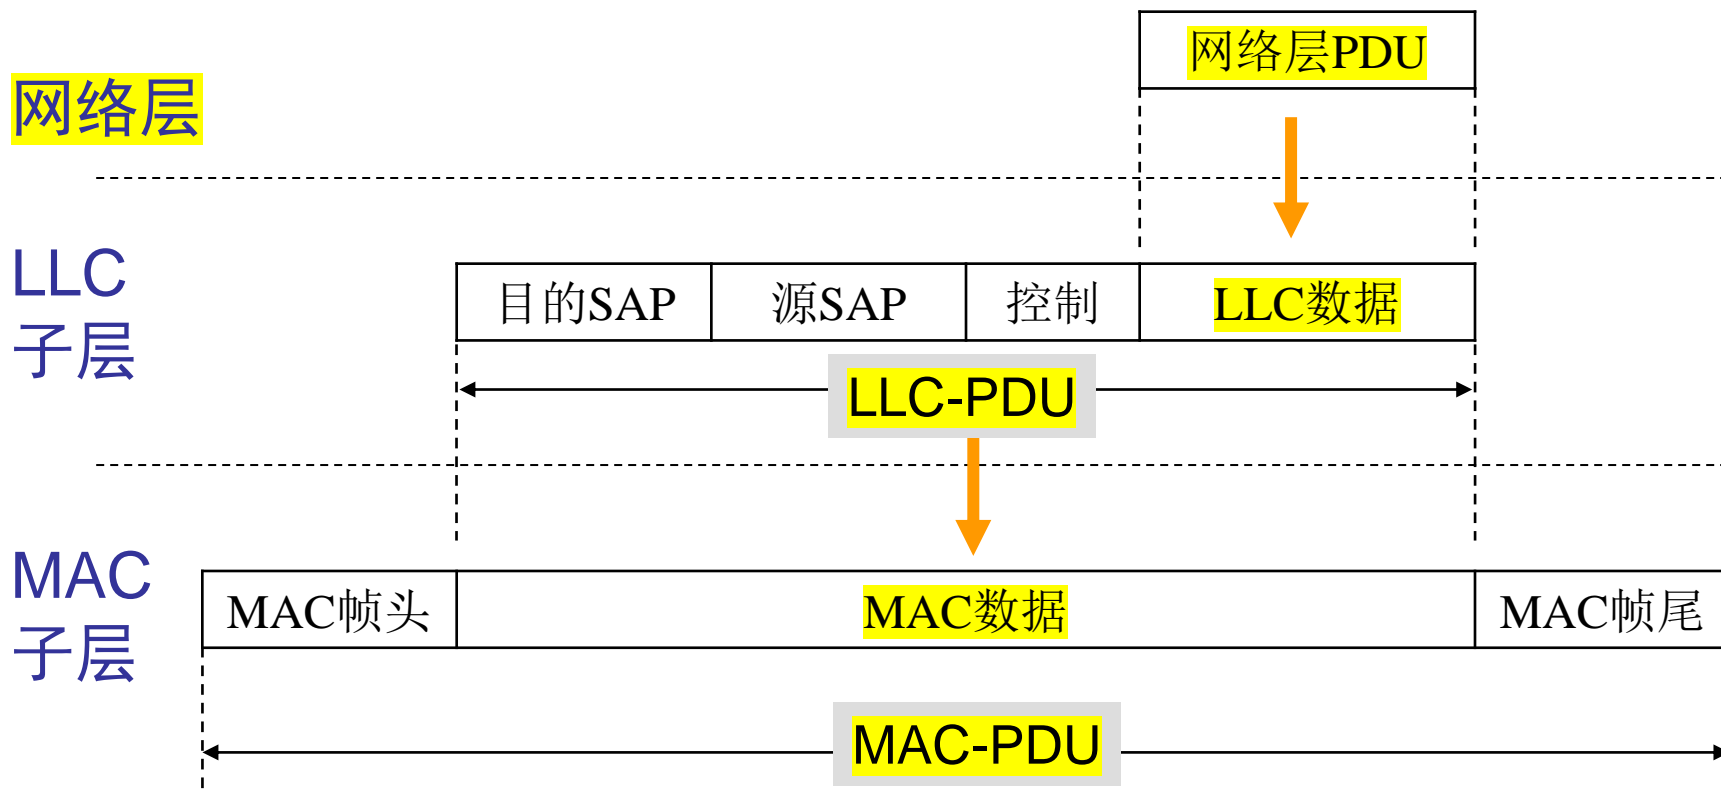 网络层PDU
网络层
LLC
子层
目的SAP
源SAP
控制
LLC数据
LLC-PDU
MAC
子层
MAC帧头
MAC数据
MAC帧尾
MAC-PDU